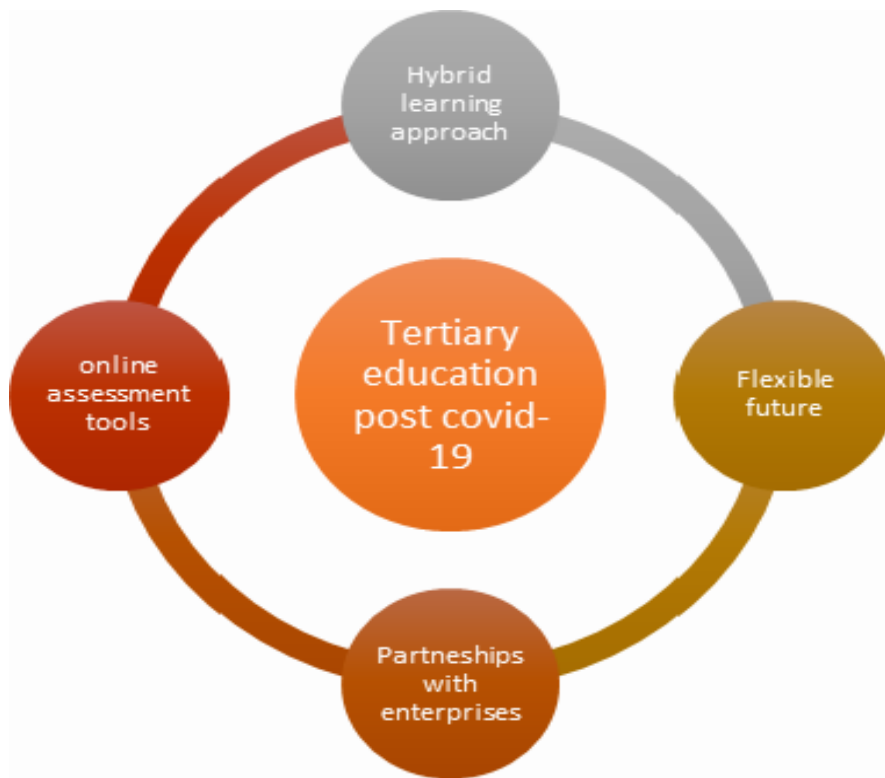 Hybrid
learning
approach
Tertiary
education
post covid-
19
online
assessment
tools
Flexible
future
Partneships
with
enterprises